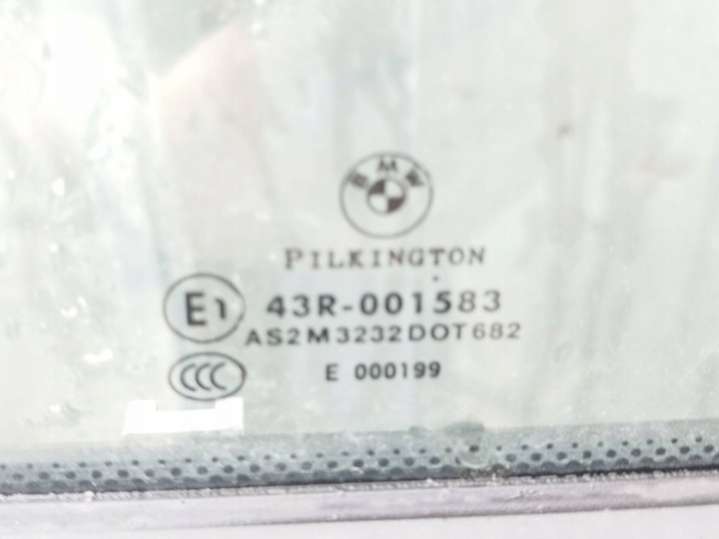 BMW
PILKINGTON
E1 43R-001583
AS2M3232DOT682
CCC E 000199